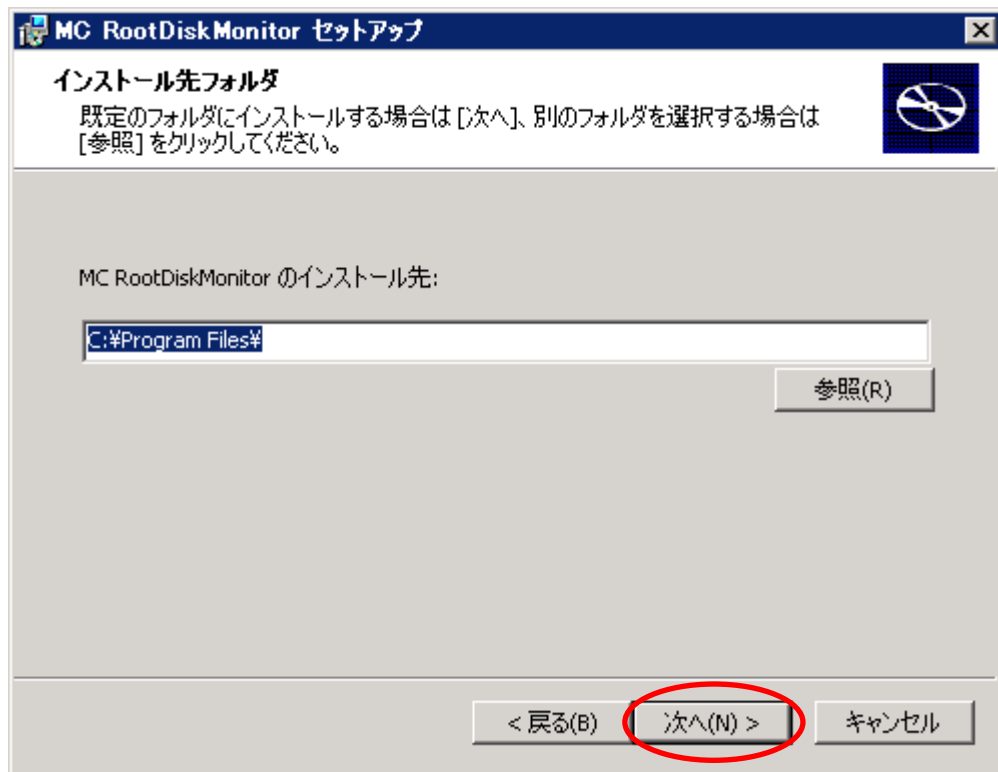 MC RootDiskMonitor セットアップ
インストール先フォルダ
既定のフォルダにインストールする場合は [次へ]、別のフォルダを選択する場合は
[参照] をクリックしてください。
MC RootDiskMonitor のインストール先:
C:¥Program Files¥
参照(R)
< 戻る(B)
次へ(N) >
キャンセル